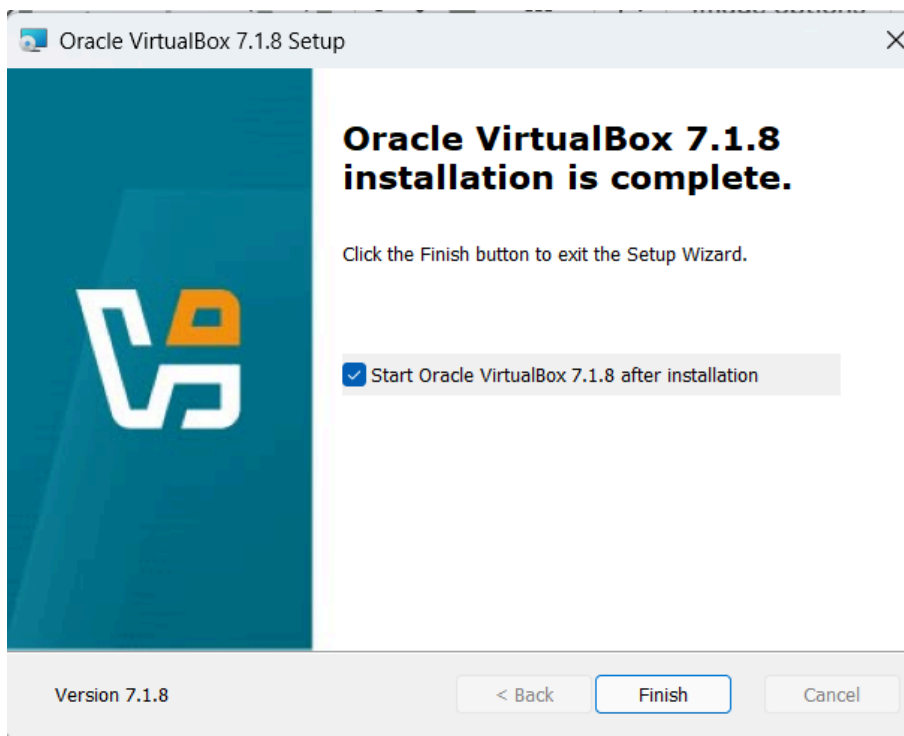 Image options
Oracle VirtualBox 7.1.8 Setup
Oracle VirtualBox 7.1.8
installation is complete.
Click the Finish button to exit the Setup Wizard.
Start Oracle VirtualBox 7.1.8 after installation
Version 7.1.8
< Back
Finish
Cancel